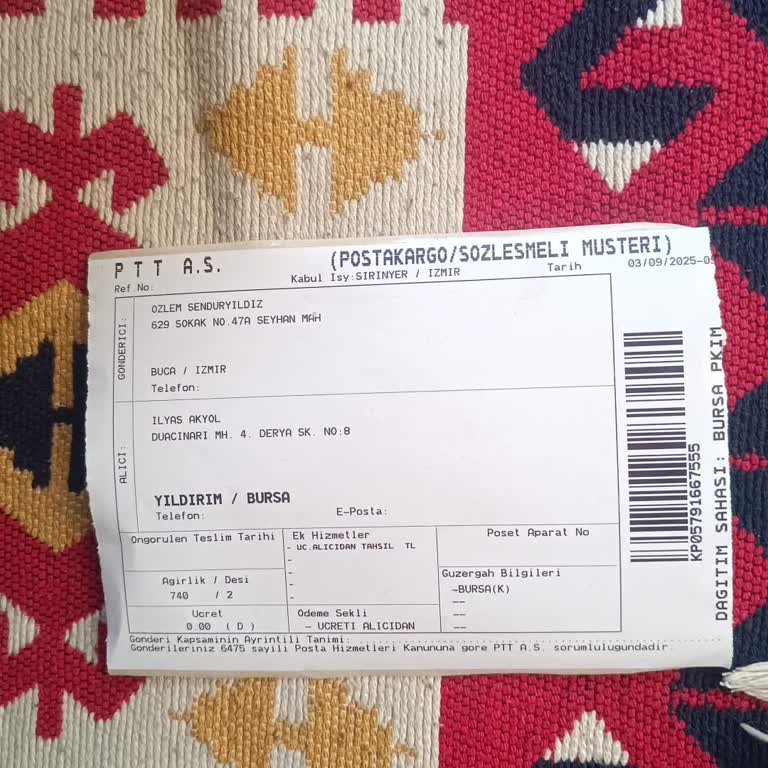 PTT A.S.
(POSTAKARGO/SOZLESMELI MUSTERI)
Ref.No:
Kabul Isy:SIRINYER / IZMIR
Tarih
03/09/2025-09
GONDERICI:
OZLEM SENDURYILDIZ
629 SOKAK NO.47A SEYHAN MAH
BUCA / IZMIR
Telefon:
ALICI:
ILYAS AKYOL
DUACINARI MH. 4. DERYA SK. NO:8
YILDIRIM / BURSA
Telefon:
E-Posta:
Ongorulen Teslim Tarihi
Agirlik / Desi
740 / 2
Ucret
0.00 (D)
Ek Hizmetler
- UC.ALICIDAN TAHSIL TL
-
-
-
Odeme Sekli
- UCRETI ALICIDAN
Poset Aparat No
Guzergah Bilgileri
~BURSA(K)
--
--
--
Gonderi Kapsaminin Ayrintili Tanimi:
Gonderileriniz 6475 sayili Posta Hizmetleri Kanununa gore PTT A.S. sorumlulugundadir.
KP05791667555
DAGITIM SAHASI: BURSA PKIM